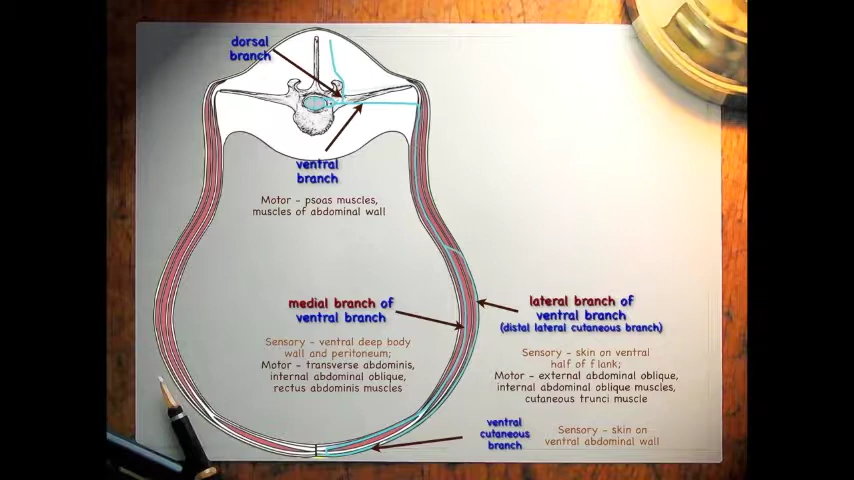 dorsal
branch
ventral
branch
Motor - psoas muscles,
muscles of abdominal wall
medial branch of
ventral branch
Sensory - ventral deep body
wall and peritoneum;
Motor - transverse abdominis,
internal abdominal oblique,
rectus abdominis muscles
lateral branch of
ventral branch
(distal lateral cutaneous branch)
Sensory - skin on ventral
half of flank;
Motor - external abdominal oblique,
internal abdominal oblique muscles,
cutaneous trunci muscle
ventral
cutaneous
branch
Sensory - skin on
ventral abdominal wall